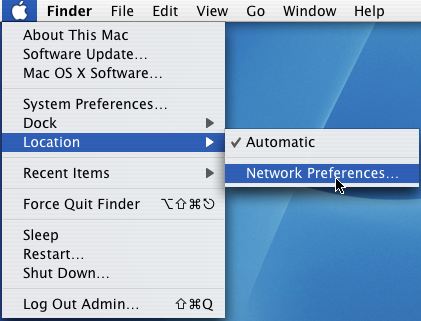 Finder File Edit View Go Window Help
About This Mac
Software Update…
Mac OS X Software…
System Preferences…
Dock
Location
Automatic
Network Preferences…
Recent Items
Force Quit Finder ⌥⇧⌘⎋
Sleep
Restart…
Shut Down…
Log Out Admin… ⇧⌘Q